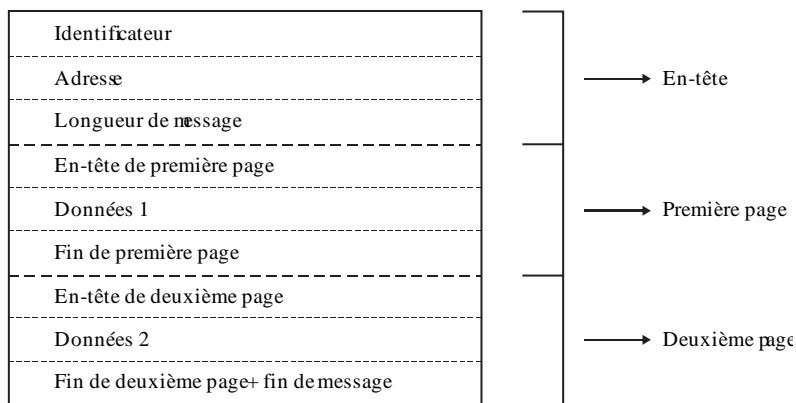 Identificateur
Adresse
Longueur de message
En-tête de première page
Données 1
Fin de première page
En-tête de deuxième page
Données 2
Fin de deuxième page+ fin de message
En-tête
Première page
Deuxième page